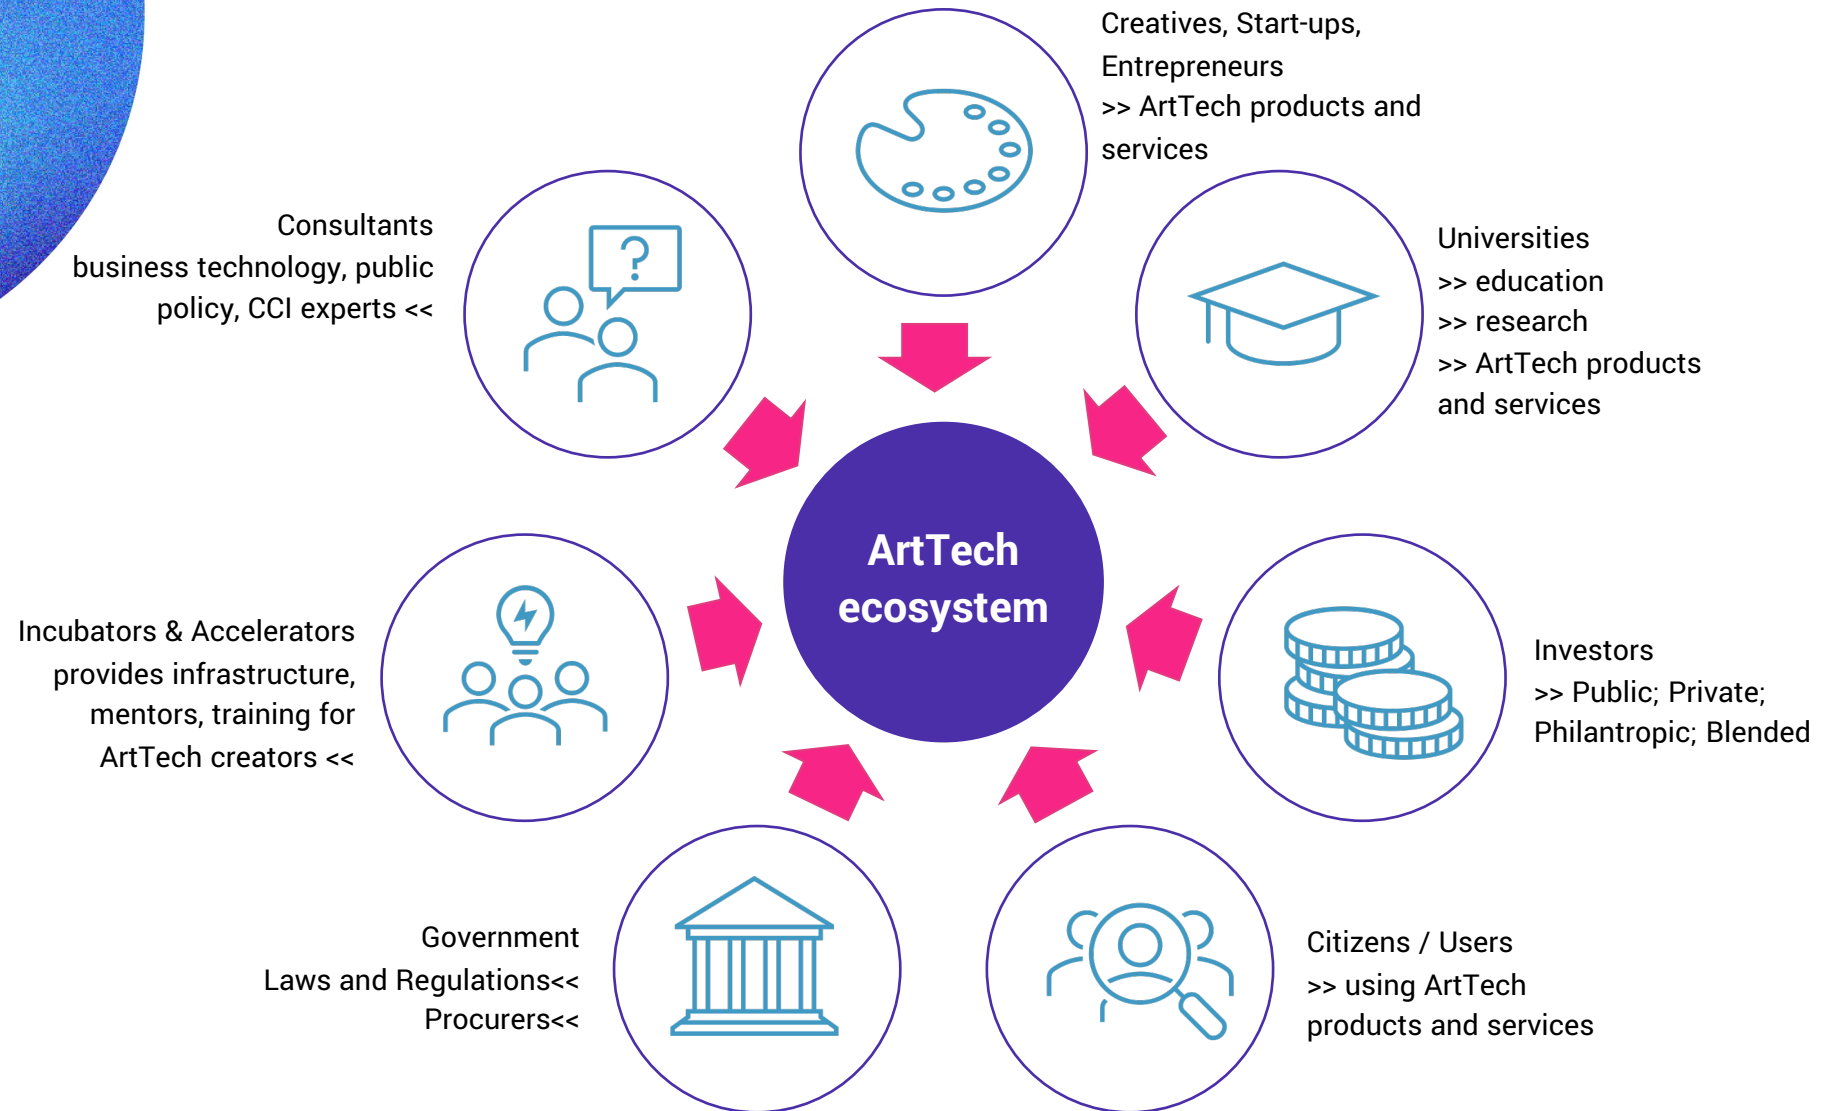 Creatives, Start-ups,
Entrepreneurs
>> ArtTech products and
services
Consultants
business technology, public
policy, CCI experts <<
?
Universities
>> education
>> research
>> ArtTech products
and services
ArtTech
ecosystem
Incubators & Accelerators
provides infrastructure,
mentors, training for
ArtTech creators <<
Investors
>> Public; Private;
Philantropic; Blended
Government
Laws and Regulations<<
Procurers<<
Citizens / Users
>> using ArtTech
products and services